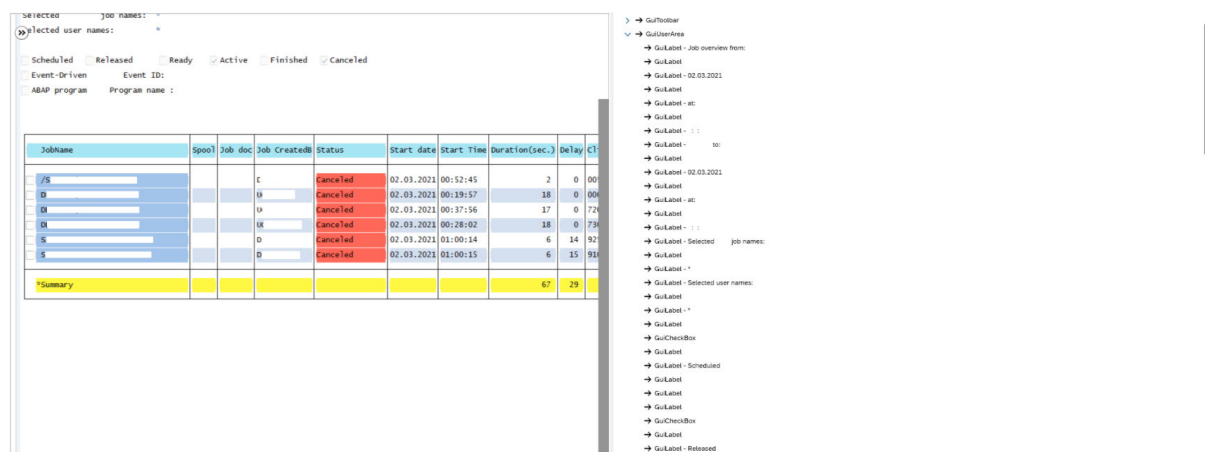 Selected job names: *
Selected user names: *
Scheduled Released Ready Active Finished Canceled
Event-Driven Event ID:
ABAP program Program name :
JobName Spool Job doc Job CreatedB Status Start date Start Time Duration(sec.) Delay
/S Canceled 02.03.2021 00:52:45 2 0
D Canceled 02.03.2021 00:19:57 18 0
Canceled 02.03.2021 00:37:56 17 0
Canceled 02.03.2021 00:28:02 18 0
S D Canceled 02.03.2021 01:00:14 6 14
S D Canceled 02.03.2021 01:00:15 6 15
*Summary 67 29
GuiToolbar
GuiUserArea
GuiLabel - Job overview from:
GuiLabel
GuiLabel - 02.03.2021
GuiLabel
GuiLabel - at:
GuiLabel
GuiLabel - : :
GuiLabel - to:
GuiLabel
GuiLabel - 02.03.2021
GuiLabel
GuiLabel - at:
GuiLabel
GuiLabel - : :
GuiLabel - Selected job names:
GuiLabel
GuiLabel - *
GuiLabel - Selected user names:
GuiLabel
GuiLabel - *
GuiLabel
GuiCheckBox
GuiLabel
GuiLabel - Scheduled
GuiLabel
GuiLabel
GuiLabel
GuiCheckBox
GuiLabel
GuiLabel - Released